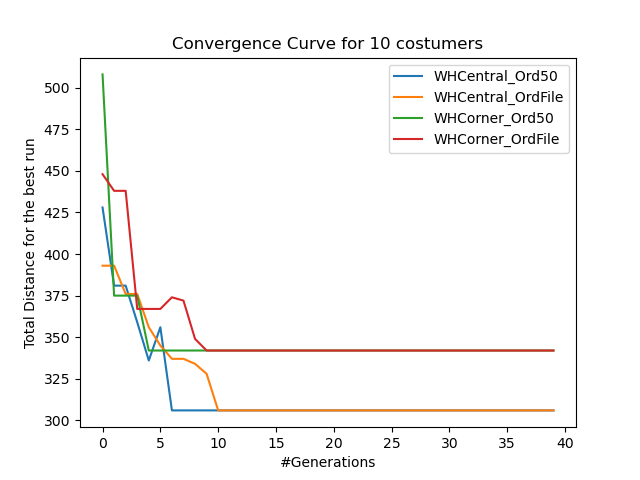 Convergence Curve for 10 costumers
WHCentral_Ord50
WHCentral_OrdFile
WHCorner_Ord50
WHCorner_OrdFile
Total Distance for the best run
500
475
450
425
400
375
350
325
300
0 5 10 15 20 25 30 35 40
#Generations